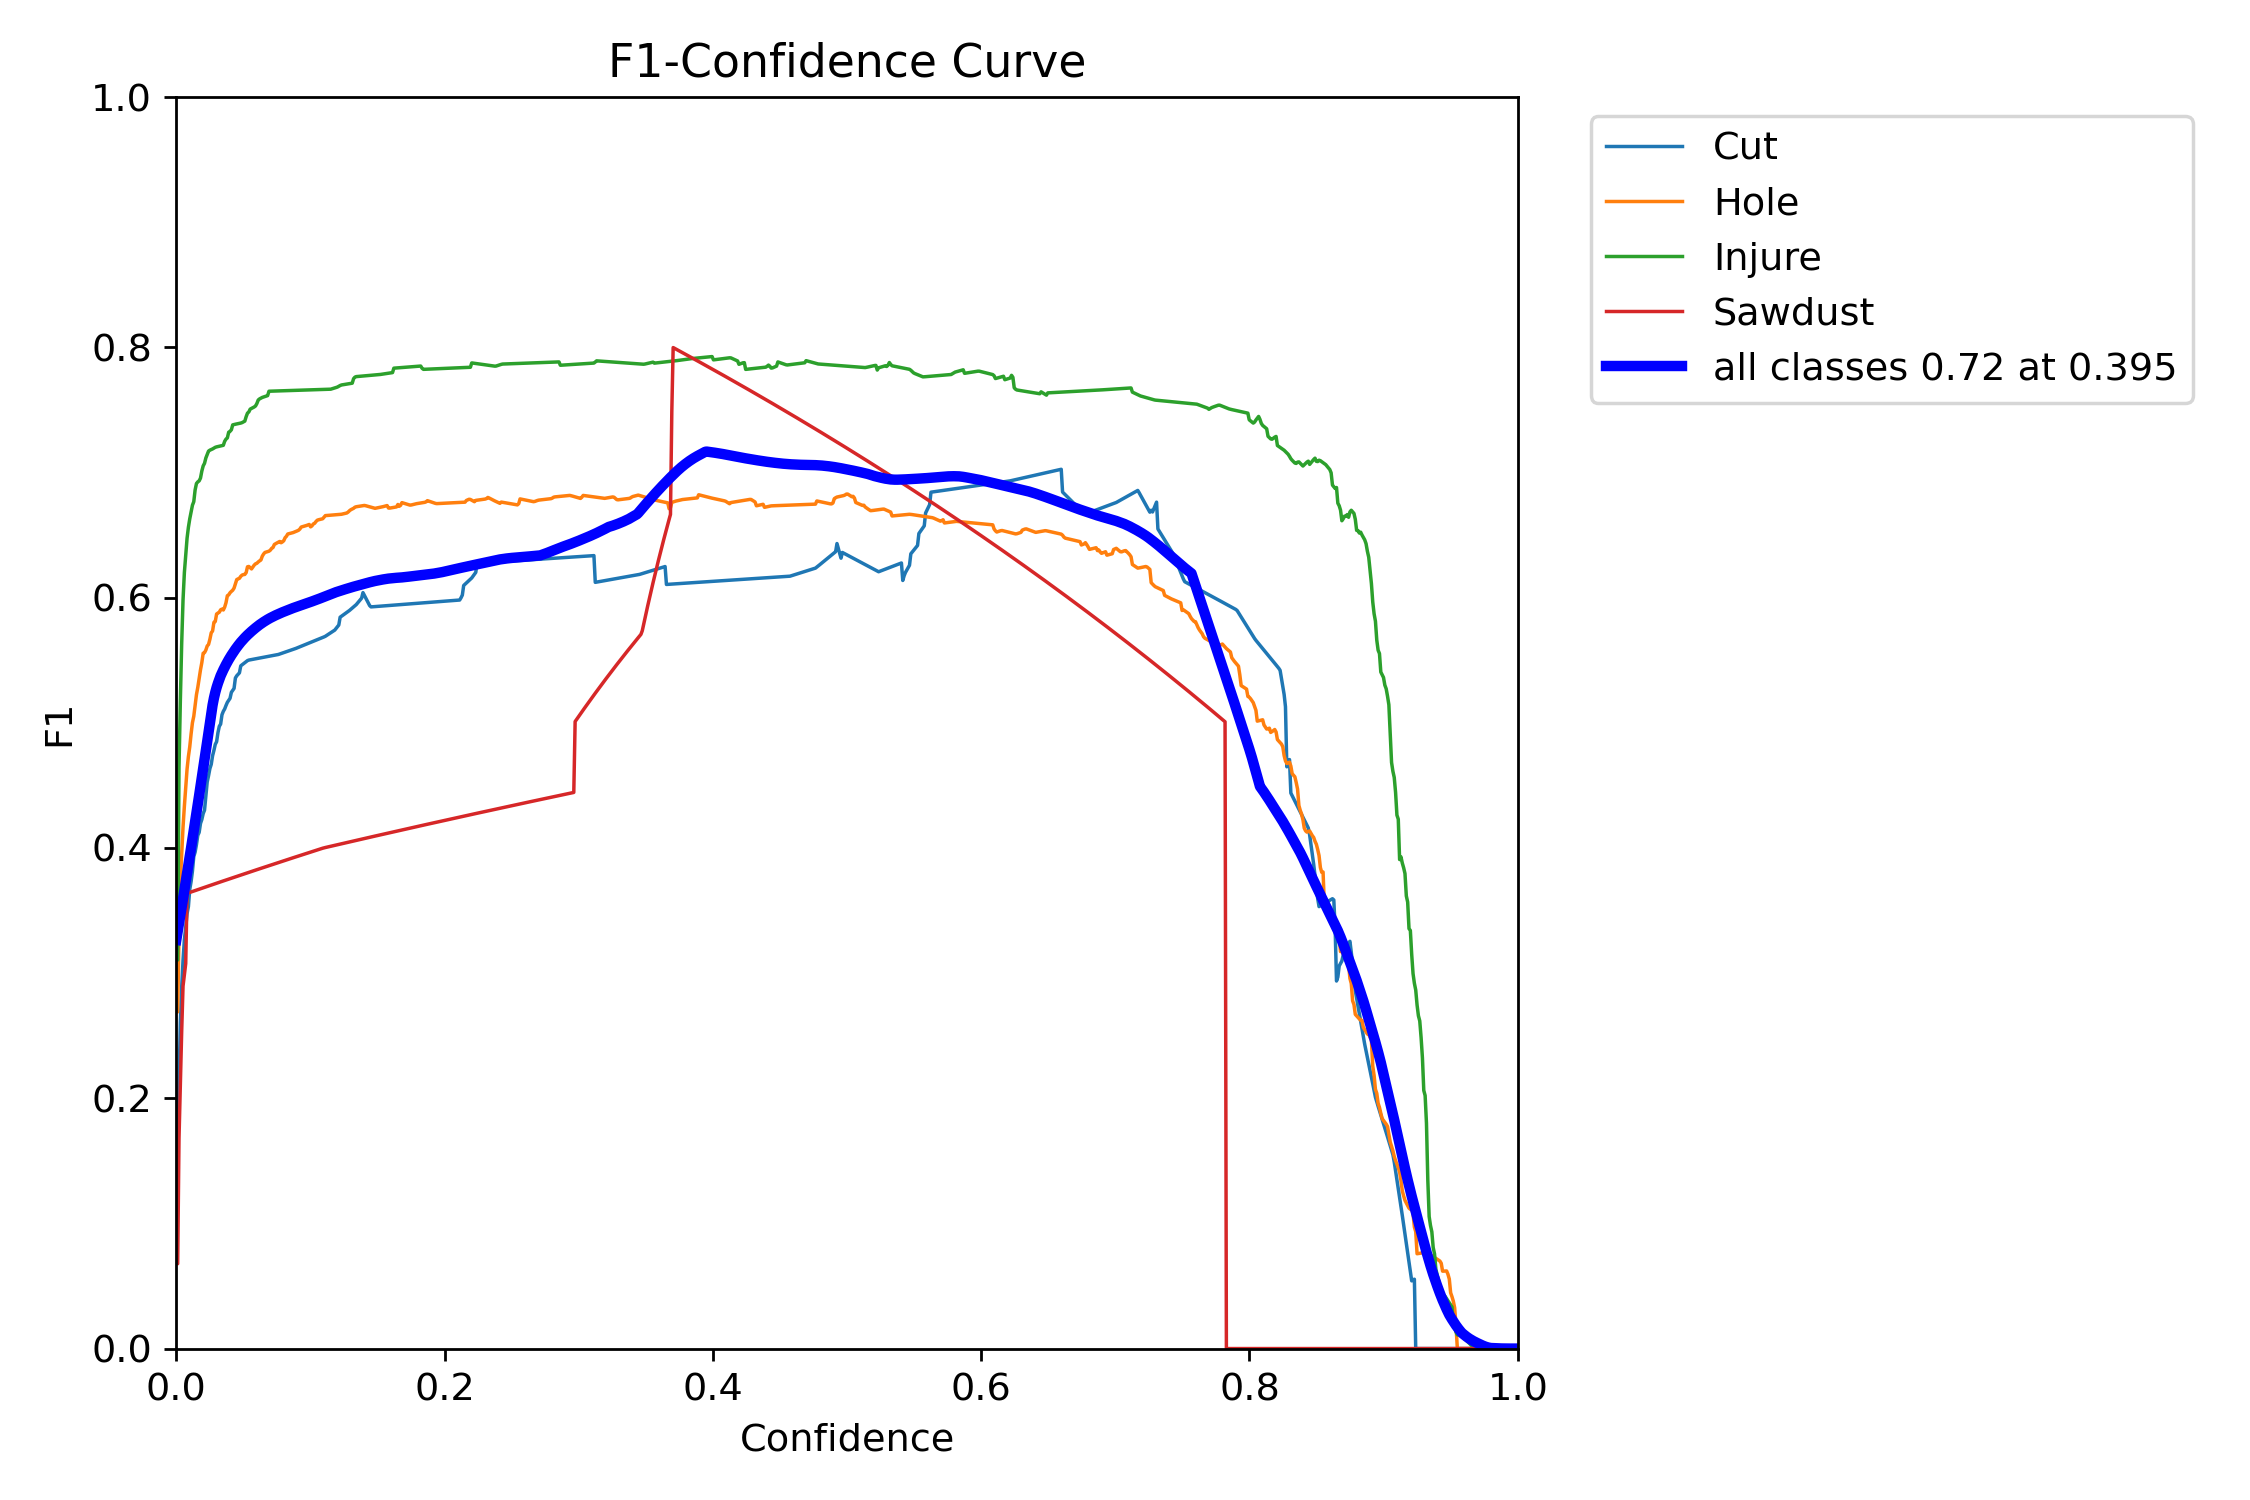 F1-Confidence Curve
1.0
0.8
0.6
0.4
0.2
0.0
F1
0.0 0.2 0.4 0.6 0.8 1.0
Confidence
Cut
Hole
Injure
Sawdust
all classes 0.72 at 0.395